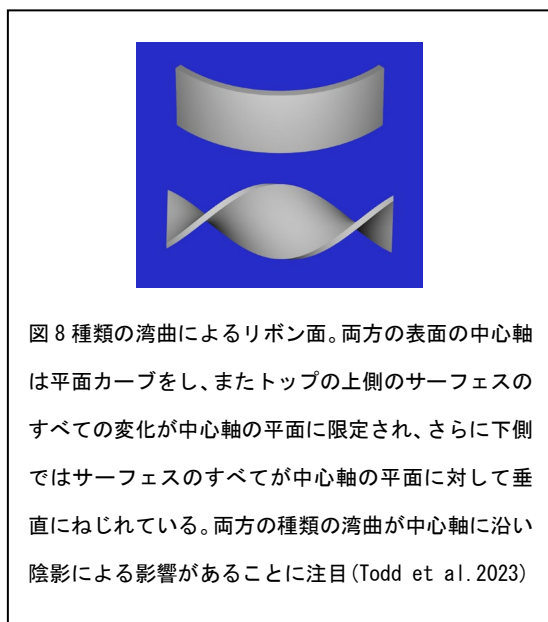 図 8 種類の湾曲によるリボン面。両方の表面の中心軸
は平面カーブをし、またトップの上側のサーフェスの
すべての変化が中心軸の平面に限定され、さらに下側
ではサーフェスのすべてが中心軸の平面に対して垂
直にねじれている。両方の種類の湾曲が中心軸に沿い
陰影による影響があることに注目(Todd et al.2023)